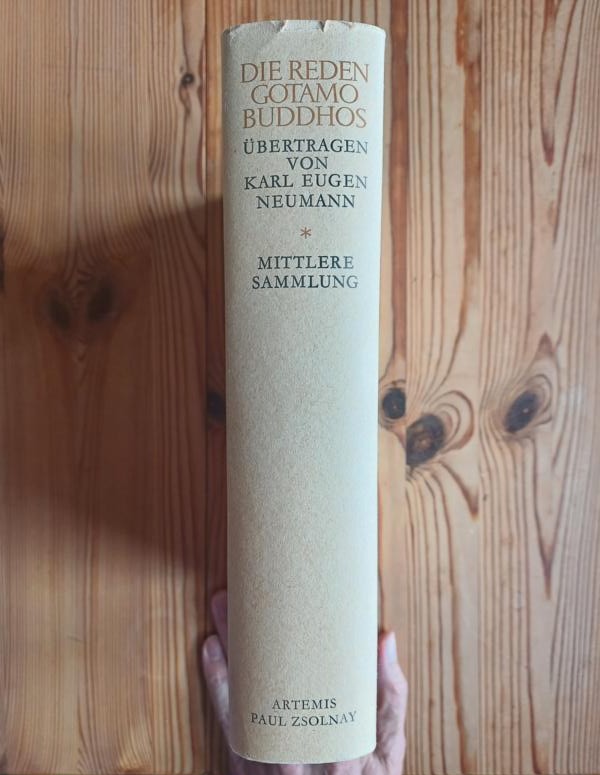 DIE REDEN
GOTAMO
BUDDHOS
ÜBERTRAGEN
VON
KARL EUGEN
NEUMANN
*
MITTLERE
SAMMLUNG
ARTEMIS
PAUL ZSOLNAY